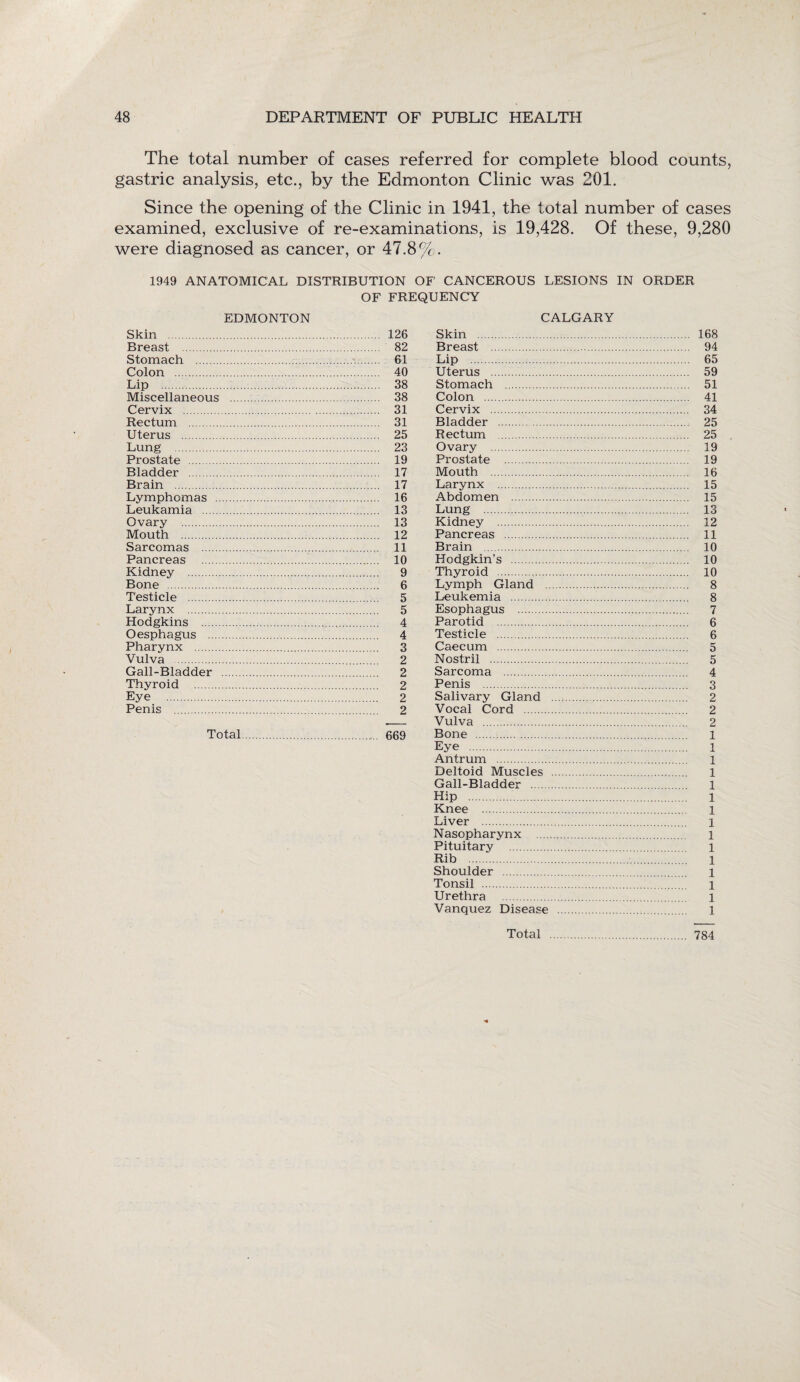 48 DEPARTMENT OF PUBLIC HEALTH
The total number of cases referred for complete blood counts,
gastric analysis, etc., by the Edmonton Clinic was 201.
Since the opening of the Clinic in 1941, the total number of cases
examined, exclusive of re-examinations, is 19,428. Of these, 9,280
were diagnosed as cancer, or 47.8%.
1949 ANATOMICAL DISTRIBUTION OF CANCEROUS LESIONS IN ORDER
OF FREQUENCY
EDMONTON
Skin 126
Breast 82
Stomach 61
Colon 40
Lip 38
Miscellaneous 38
Cervix 31
Rectum 31
Uterus 25
Lung 23
Prostate 19
Bladder 17
Brain 17
Lymphomas 16
Leukamia 13
Ovary 13
Mouth 12
Sarcomas 11
Pancreas 10
Kidney 9
Bone 6
Testicle 5
Larynx 5
Hodgkins 4
Oesphagus 4
Pharynx 3
Vulva 2
Gall-Bladder 2
Thyroid 2
Eye 2
Penis 2
Total 669
CALGARY
Skin 168
Breast 94
Lip 65
Uterus 59
Stomach 51
Colon 41
Cervix 34
Bladder 25
Rectum 25
Ovary 19
Prostate 19
Mouth 16
Larynx 15
Abdomen 15
Lung 13
Kidney 12
Pancreas 11
Brain 10
Hodgkin's 10
Thyroid 10
Lymph Gland 8
Leukemia 8
Esophagus 7
Parotid 6
Testicle 6
Caecum 5
Nostril 5
Sarcoma 4
Penis 3
Salivary Gland 2
Vocal Cord 2
Vulva 2
Bone 1
Eye 1
Antrum 1
Deltoid Muscles 1
Gall-Bladder 1
Hip 1
Knee 1
Liver 1
Nasopharynx 1
Pituitary 1
Rib 1
Shoulder 1
Tonsil 1
Urethra 1
Vanquez Disease 1
Total 784